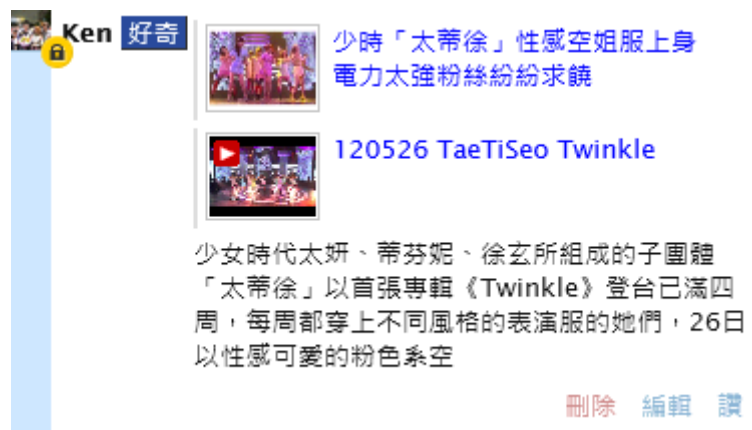 Ken 好奇
少時「太蒂徐」性感空姐服上身
電力太強粉絲紛紛求饒
120526 TaeTiSeo Twinkle
少女時代太妍、蒂芬妮、徐玄所組成的子團體
「太蒂徐」以首張專輯《Twinkle》登台已滿四
周，每周都穿上不同風格的表演服的她們，26日
以性感可愛的粉色系空
刪除 編輯 讚